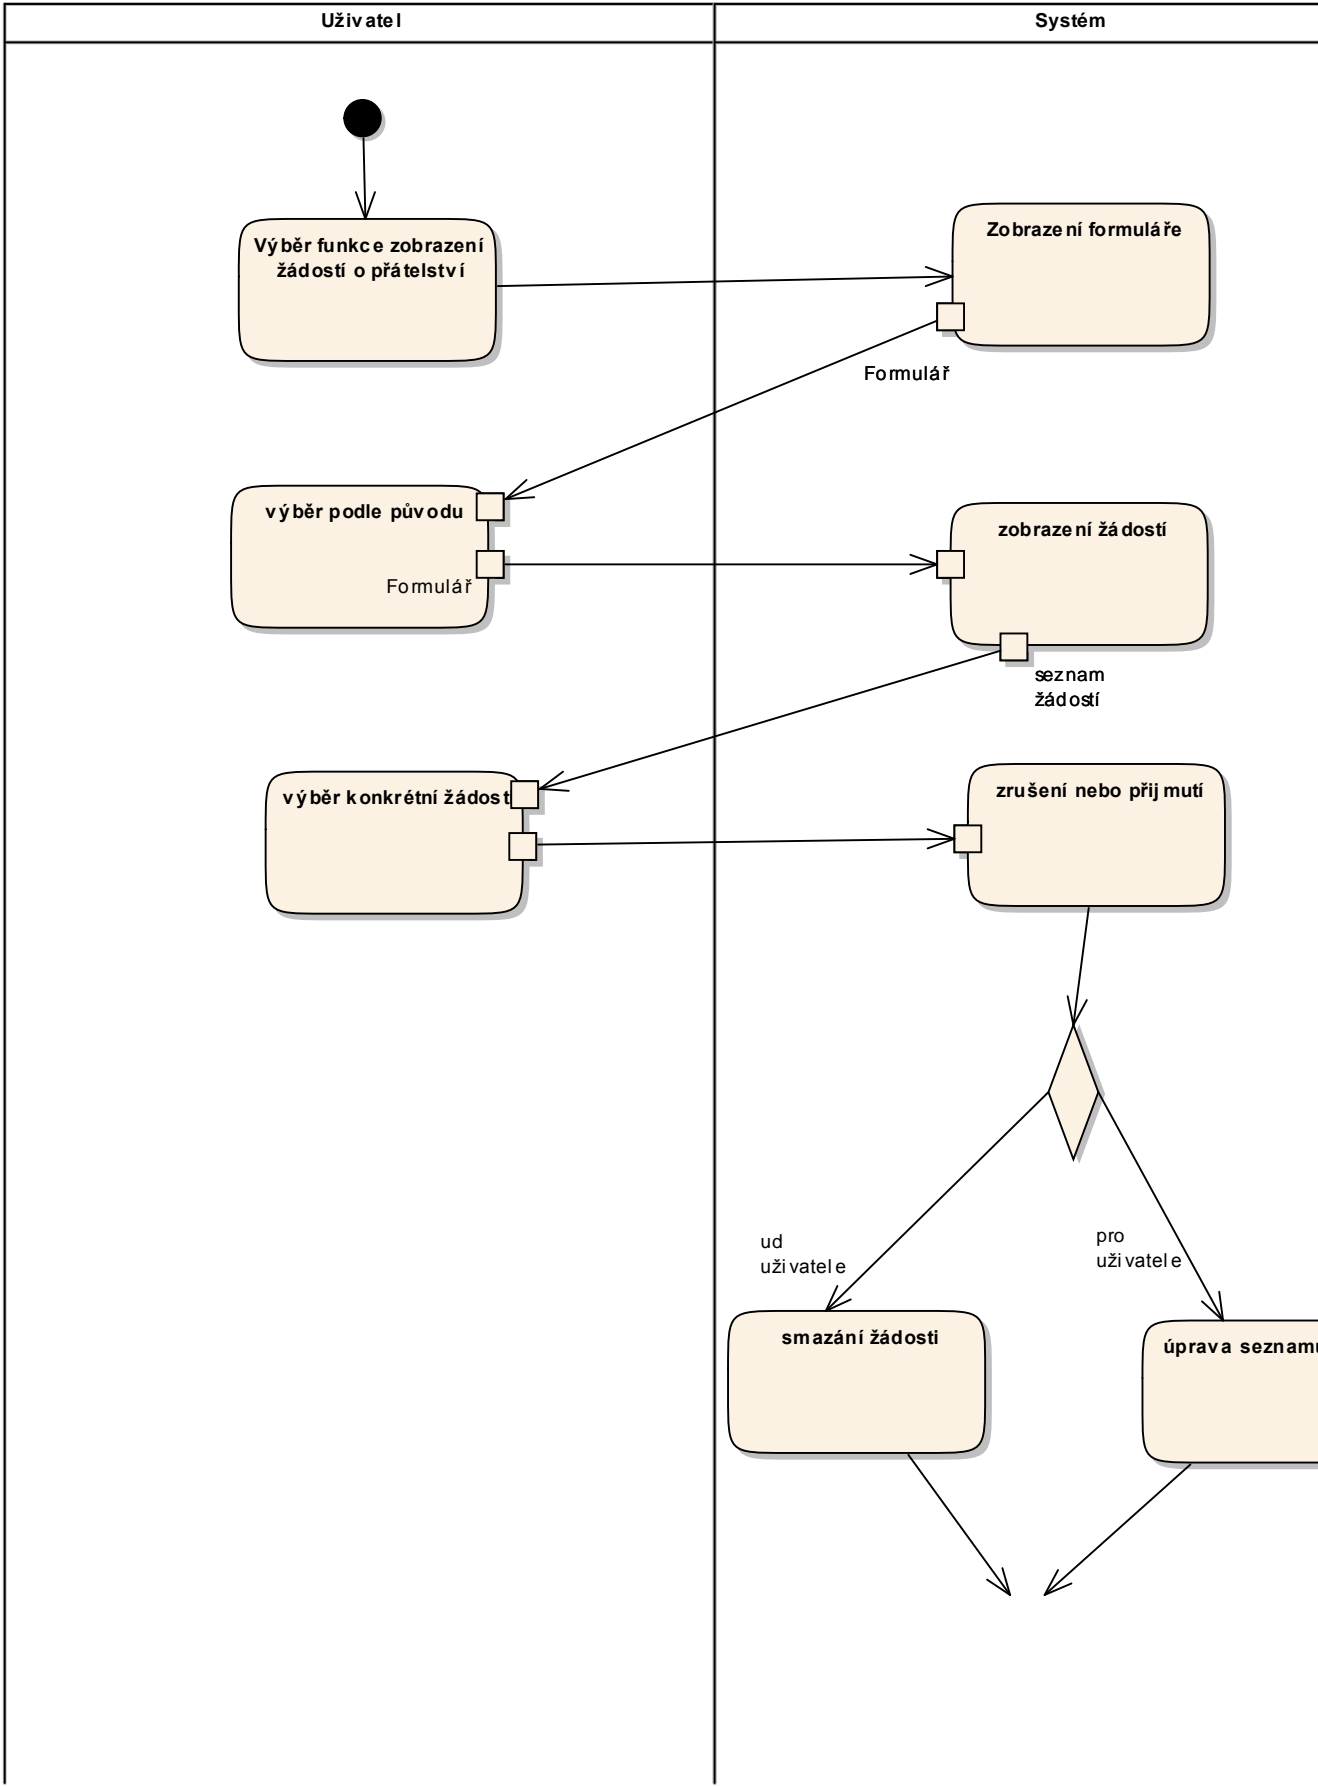 Uživatel
Systém
Výběr funkce zobrazení
žádostí o přátelství
Zobrazení formuláře
Formulář
výběr podle původu
Formulář
zobrazení žádostí
seznam
žádostí
výběr konkrétní žádost
zrušení nebo přijmutí
ud
uživatele
pro
uživatele
smazání žádosti
úprava seznamu